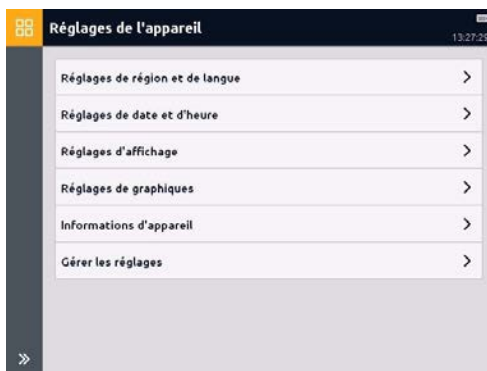 Réglages de l'appareil
13:27:29
Réglages de région et de langue
Réglages de date et d'heure
Réglages d'affichage
Réglages de graphiques
Informations d'appareil
Gérer les réglages